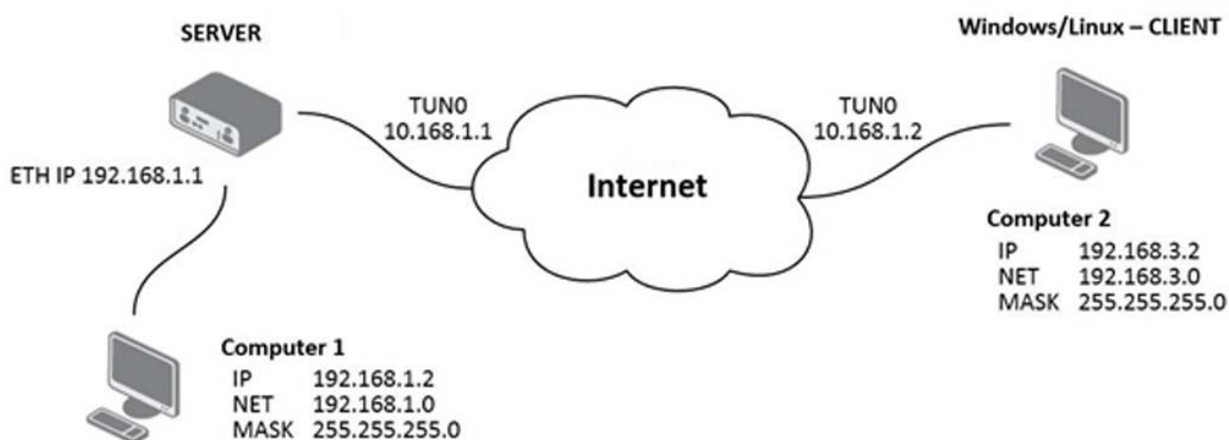 SERVER
Windows/Linux – CLIENT
TUN0
10.168.1.1
TUN0
10.168.1.2
ETH IP 192.168.1.1
Internet
Computer 2
IP 192.168.3.2
NET 192.168.3.0
MASK 255.255.255.0
Computer 1
IP 192.168.1.2
NET 192.168.1.0
MASK 255.255.255.0